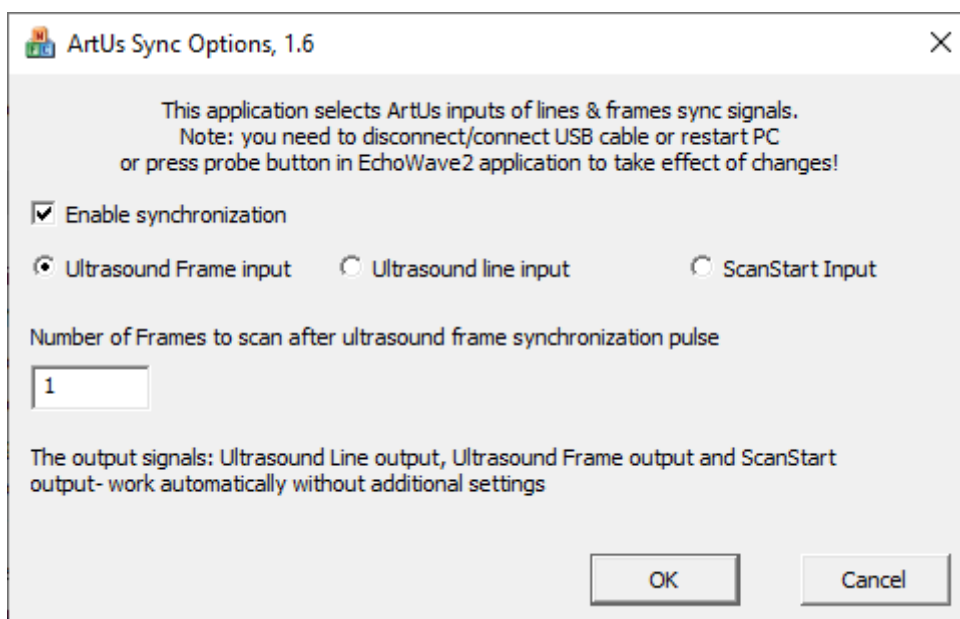 ArtUs Sync Options, 1.6
This application selects ArtUs inputs of lines & frames sync signals.
Note: you need to disconnect/connect USB cable or restart PC
or press probe button in EchoWave2 application to take effect of changes!
Enable synchronization
Ultrasound Frame input Ultrasound line input ScanStart Input
Number of Frames to scan after ultrasound frame synchronization pulse
1
The output signals: Ultrasound Line output, Ultrasound Frame output and ScanStart
output- work automatically without additional settings
OK Cancel